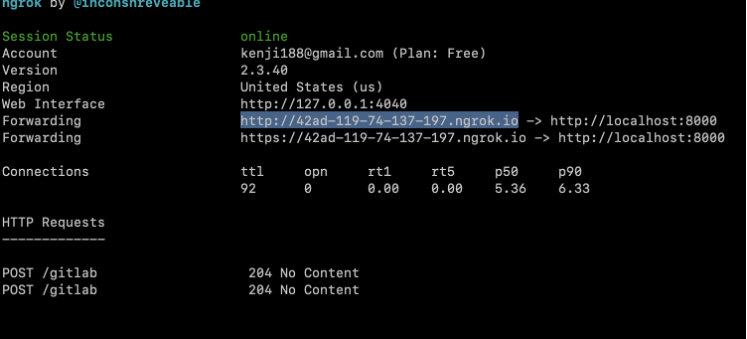 ngrok by @inconshreveable
Session Status online
Account kenji188@gmail.com (Plan: Free)
Version 2.3.40
Region United States (us)
Web Interface http://127.0.0.1:4040
Forwarding http://42ad-119-74-137-197.ngrok.io -> http://localhost:8000
Forwarding https://42ad-119-74-137-197.ngrok.io -> http://localhost:8000
Connections ttl opn rt1 rt5 p50 p90
92 0 0.00 0.00 5.36 6.33
HTTP Requests
-------------
POST /gitlab 204 No Content
POST /gitlab 204 No Content